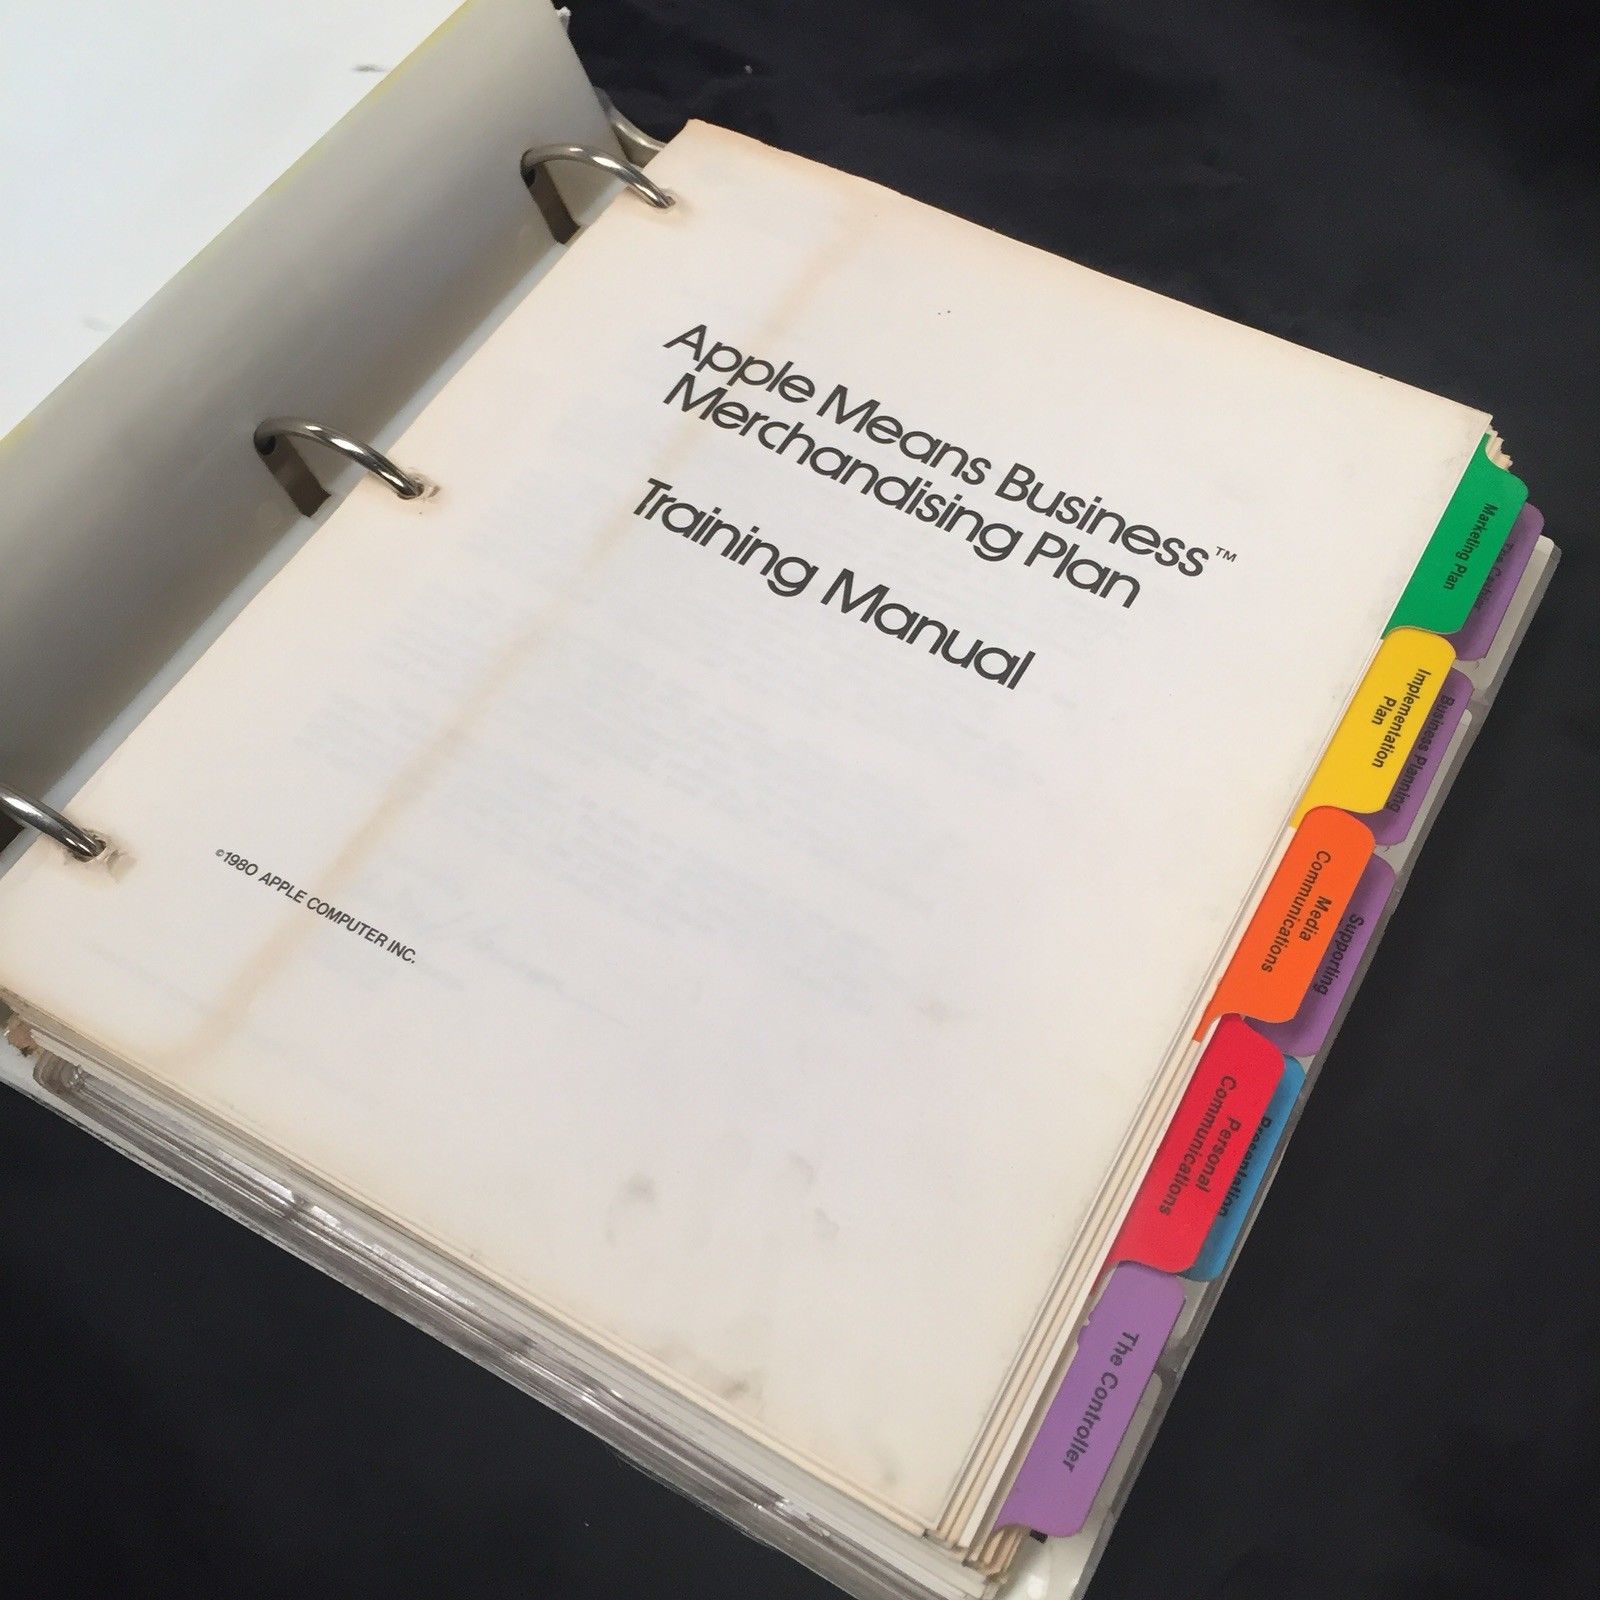 Apple Means Business™
Merchandising Plan
Training Manual
©1980 APPLE COMPUTER INC.
Marketing Plan
Implementation
Plan
Media
Communications
Personal
Communications
The Controller
Business Planning
Supporting
Presentation